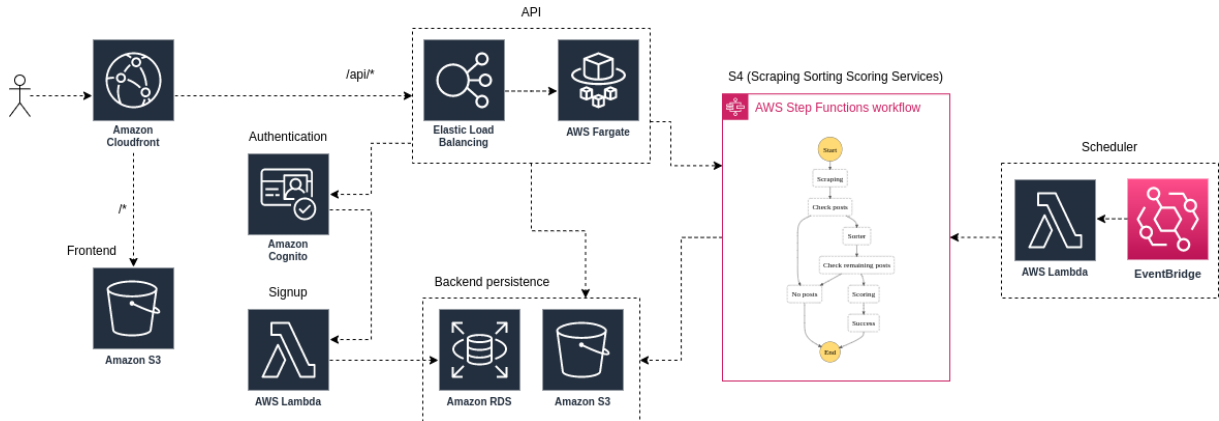 API
/api/*
Amazon
Cloudfront
Elastic Load
Balancing
AWS Fargate
Authentication
Amazon
Cognito
/*
Frontend
Amazon S3
Signup
AWS Lambda
Backend persistence
Amazon RDS
Amazon S3
S4 (Scraping Sorting Scoring Services)
AWS Step Functions workflow
Start
Scraping
Check posts
Sorter
Check remaining posts
No posts
Scoring
Success
End
Scheduler
AWS Lambda
EventBridge